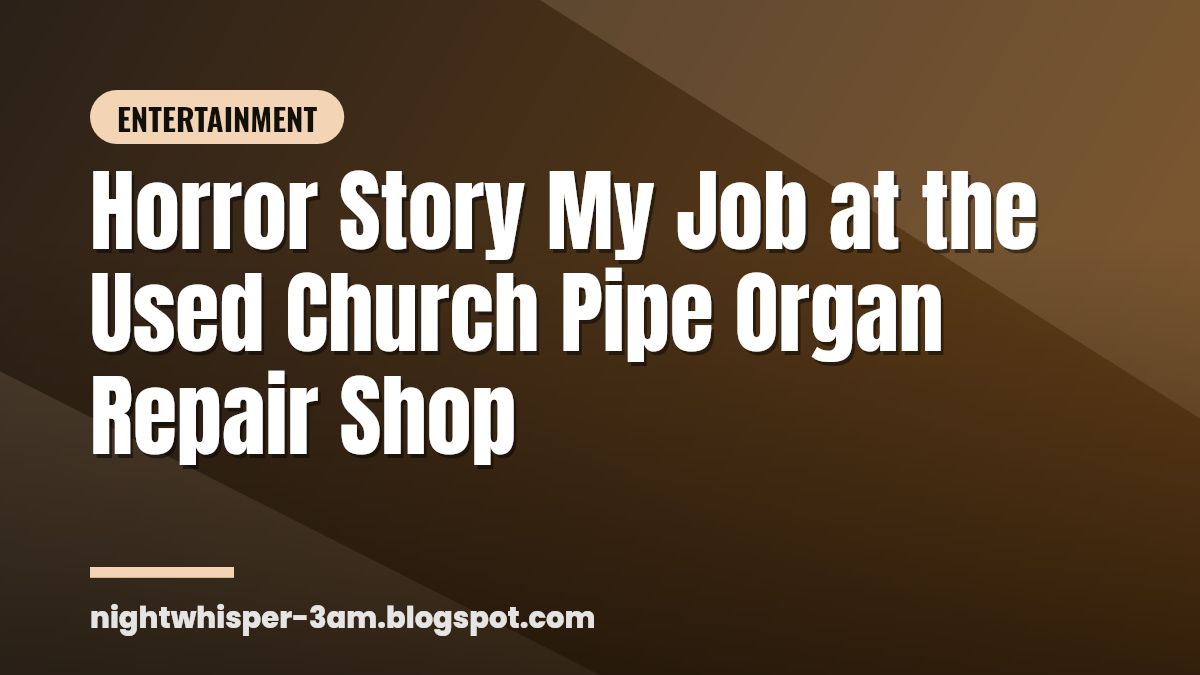 ENTERTAINMENT
Horror Story My Job at the
Used Church Pipe Organ
Repair Shop
nightwhisper-3am.blogspot.com